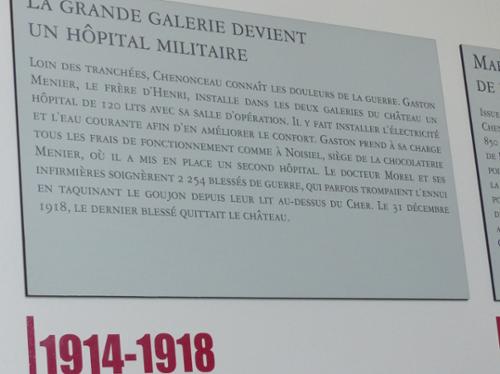 LA GRANDE GALERIE DEVIENT
UN HÔPITAL MILITAIRE
LOIN DES TRANCHÉES, CHENONCEAU CONNAÎT LES DOULEURS DE LA GUERRE. GASTON
MENIER, LE FRÈRE D'HENRI, INSTALLE DANS LES DEUX GALERIES DU CHÂTEAU UN
HÔPITAL DE 120 LITS AVEC SA SALLE D'OPÉRATION. IL Y FAIT INSTALLER L'ÉLECTRICITÉ
ET L'EAU COURANTE AFIN D'EN AMÉLIORER LE CONFORT. GASTON PREND À SA CHARGE
TOUS LES FRAIS DE FONCTIONNEMENT COMME À NOISIEL, SIÈGE DE LA CHOCOLATERIE
MENIER, OÙ IL A MIS EN PLACE UN SECOND HÔPITAL. LE DOCTEUR MOREL ET SES
INFIRMIÈRES SOIGNÈRENT 2 254 BLESSÉS DE GUERRE, QUI PARFOIS TROMPAIENT L'ENNUI
EN TAQUINANT LE GOUJON DEPUIS LEUR LIT AU-DESSUS DU CHER. LE 31 DÉCEMBRE
1918, LE DERNIER BLESSÉ QUITTAIT LE CHÂTEAU.
1914-1918
DE
ISSUE
850